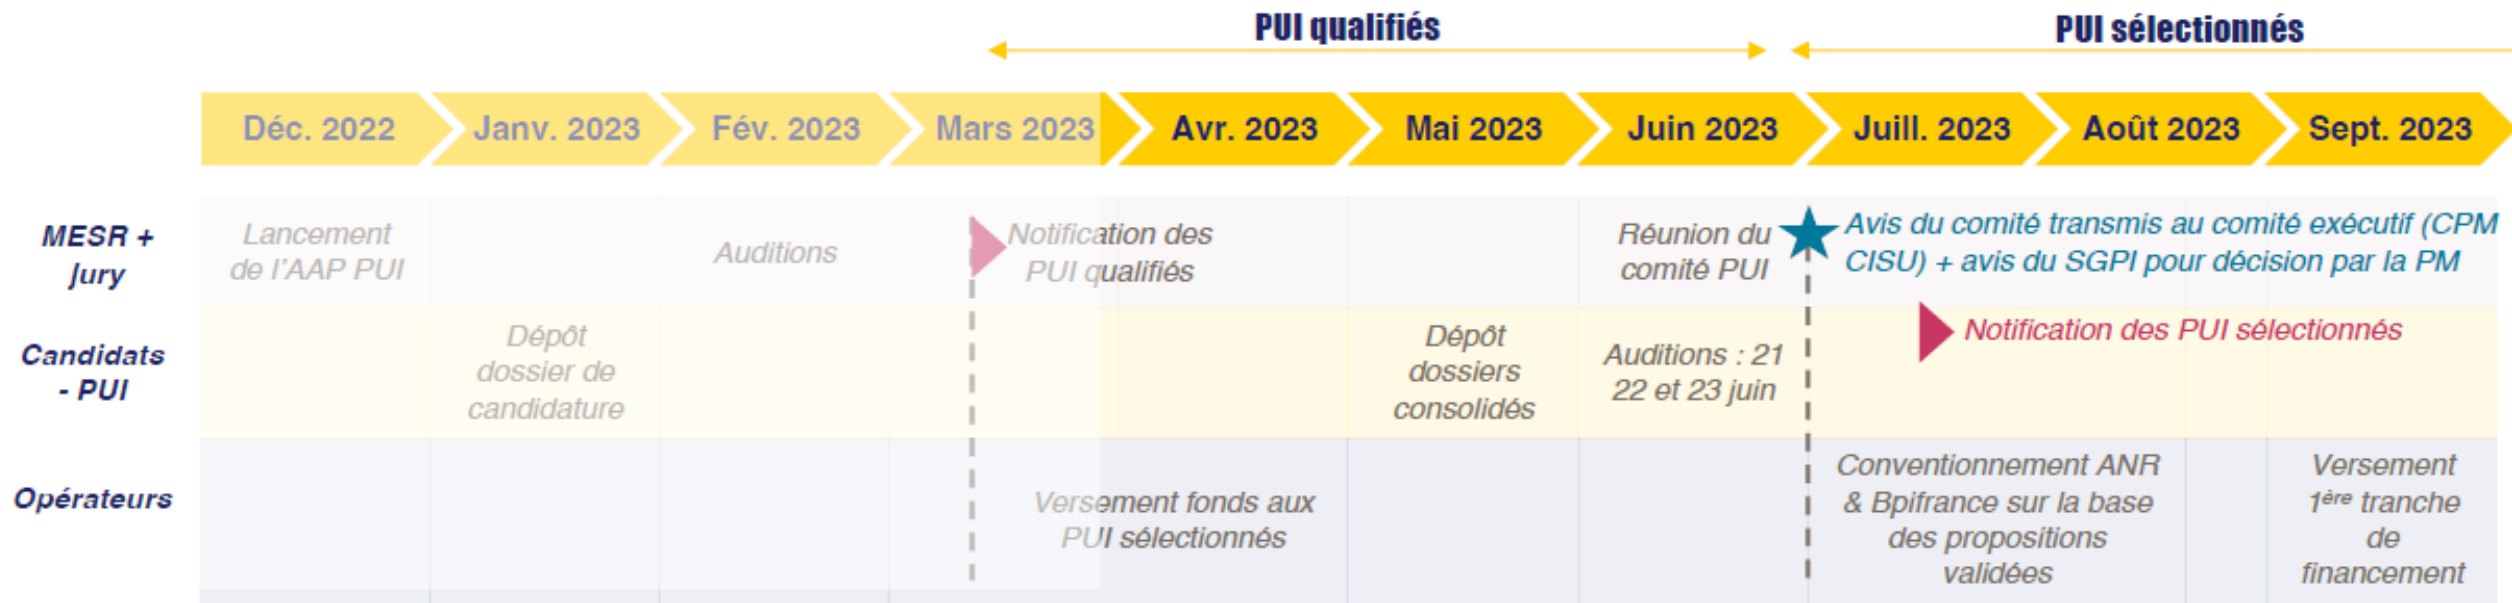 PUI qualifiés
PUI sélectionnés
Déc. 2022
Janv. 2023
Fév. 2023
Mars 2023
Avr. 2023
Mai 2023
Juin 2023
Juill. 2023
Août 2023
Sept. 2023
MESR +
Jury
Lancement
de l'AAP PUI
Auditions
Notification des
PUI qualifiés
Réunion du
comité PUI
Avis du comité transmis au comité exécutif (CPM
CISU) + avis du SGPI pour décision par la PM
Candidats
- PUI
Dépôt
dossier de
candidature
Dépôt
dossiers
consolidés
Auditions : 21
22 et 23 juin
Notification des PUI sélectionnés
Opérateurs
Versement fonds aux
PUI sélectionnés
Conventionnement ANR
& Bpifrance sur la base
des propositions
validées
Versement
1ère tranche
de
financement